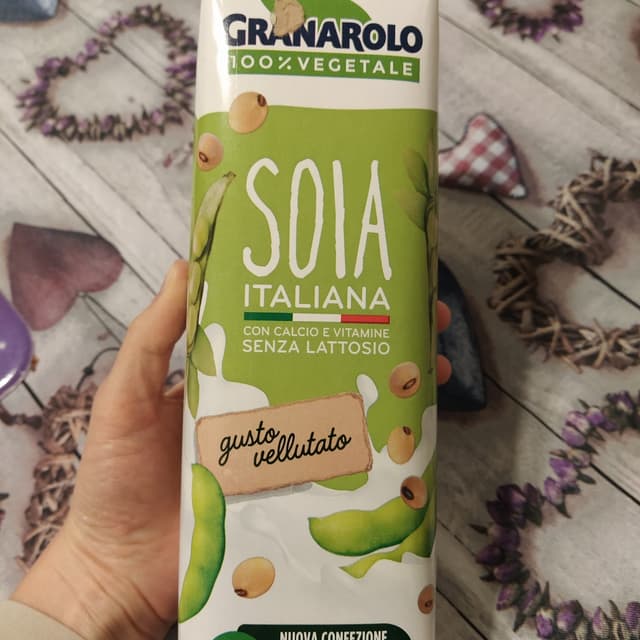 GRANAROLO
100% VEGETALE
SOIA
ITALIANA
CON CALCIO E VITAMINE
SENZA LATTOSIO
gusto
vellutato
NUOVA CONFEZIONE